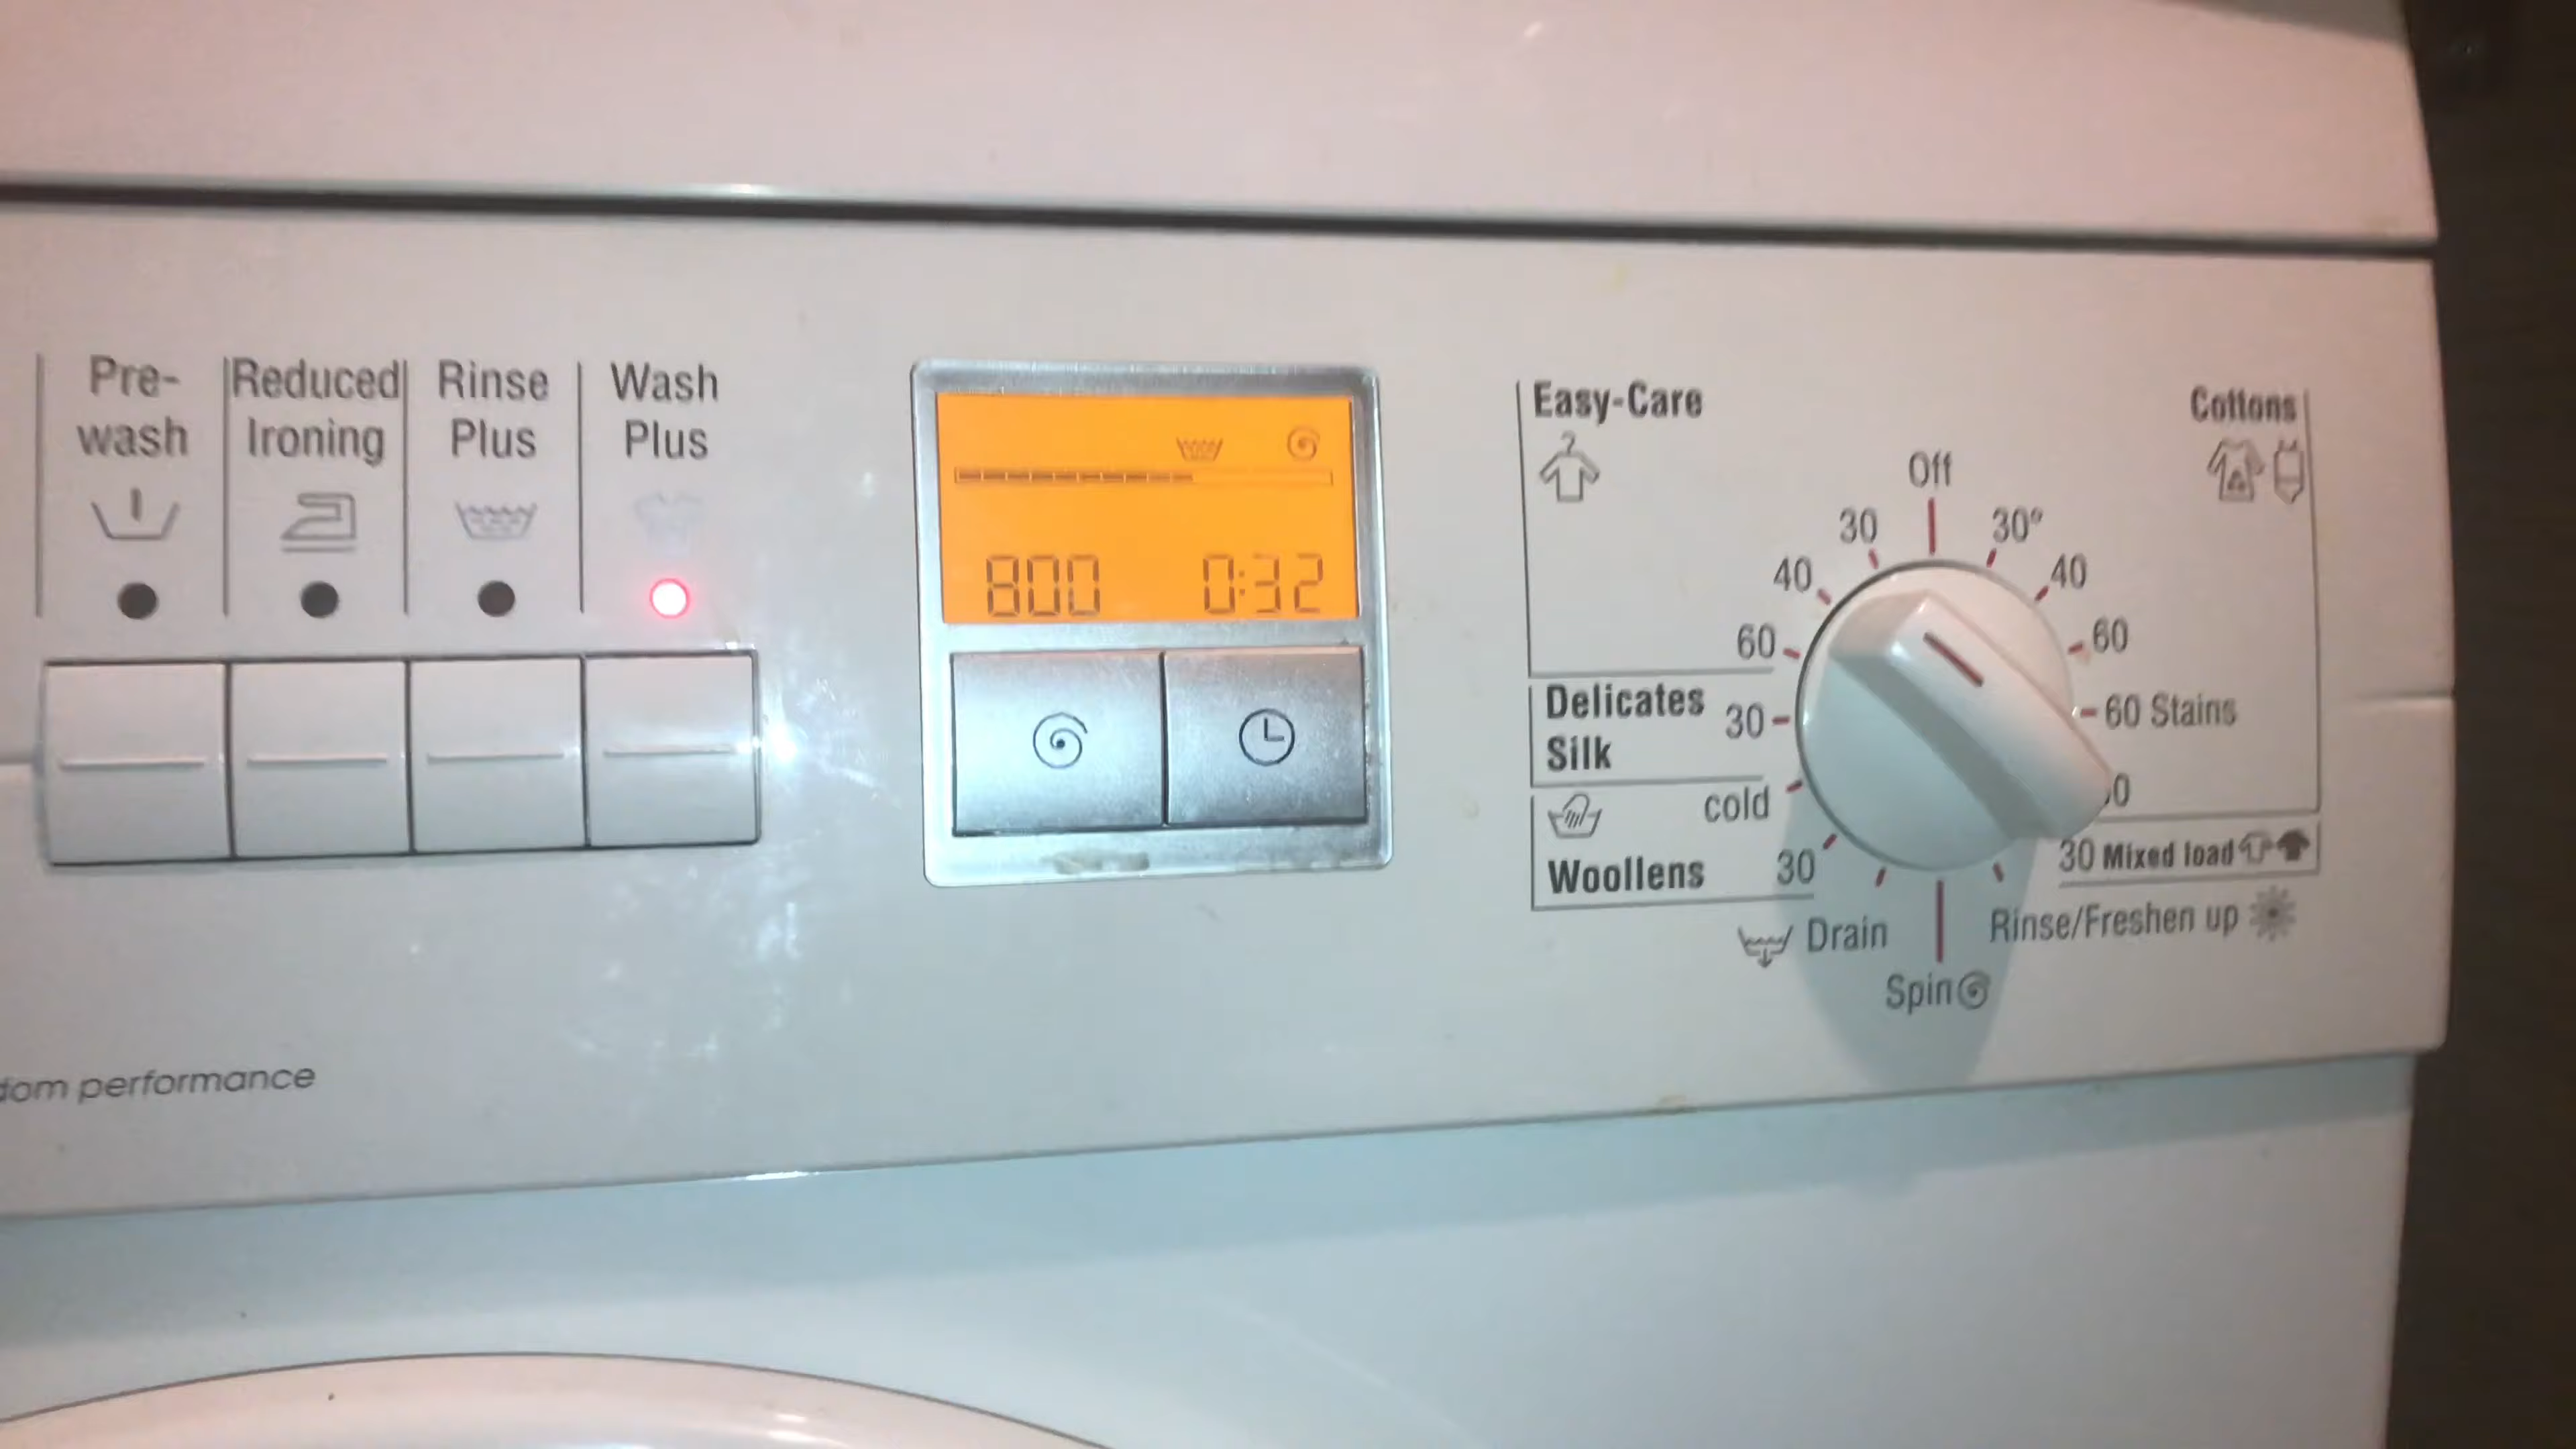 Pre-
wash
Reduced
Ironing
Rinse
Plus
Wash
Plus
800 0:32
Easy-Care
Cottons
Off
30 30°
40 40
60 60
Delicates
Silk
30 60 Stains
cold
Woollens
30
30 Mixed load
Drain
Rinse/Freshen up
Spin
performance